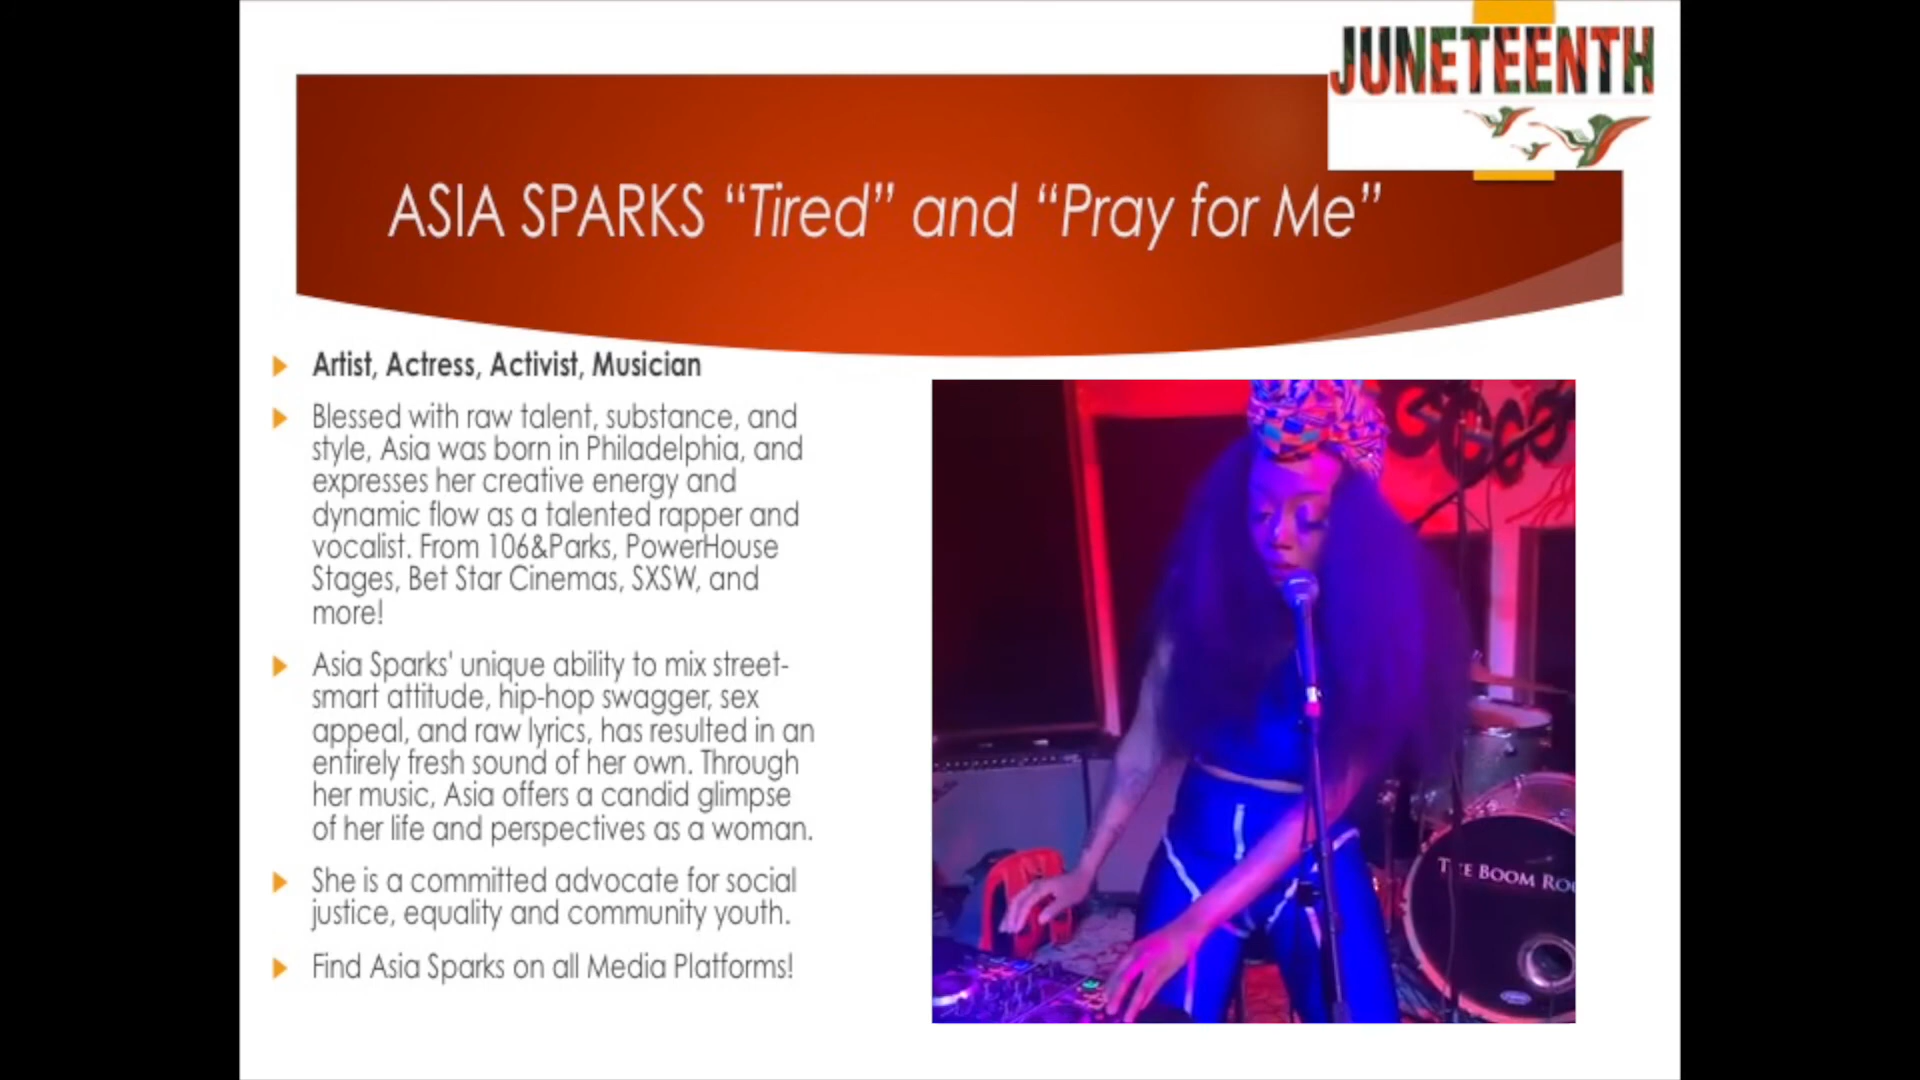 JUNETEENTH
ASIA SPARKS “Tired” and “Pray for Me”
Artist, Actress, Activist, Musician
Blessed with raw talent, substance, and
style, Asia was born in Philadelphia, and
expresses her creative energy and
dynamic flow as a talented rapper and
vocalist. From 106&Parks, PowerHouse
Stages, Bet Star Cinemas, SXSW, and
more!
Asia Sparks' unique ability to mix street-
smart attitude, hip-hop swagger, sex
appeal, and raw lyrics, has resulted in an
entirely fresh sound of her own. Through
her music, Asia offers a candid glimpse
of her life and perspectives as a woman.
She is a committed advocate for social
justice, equality and community youth.
Find Asia Sparks on all Media Platforms!
THE BOOM ROO